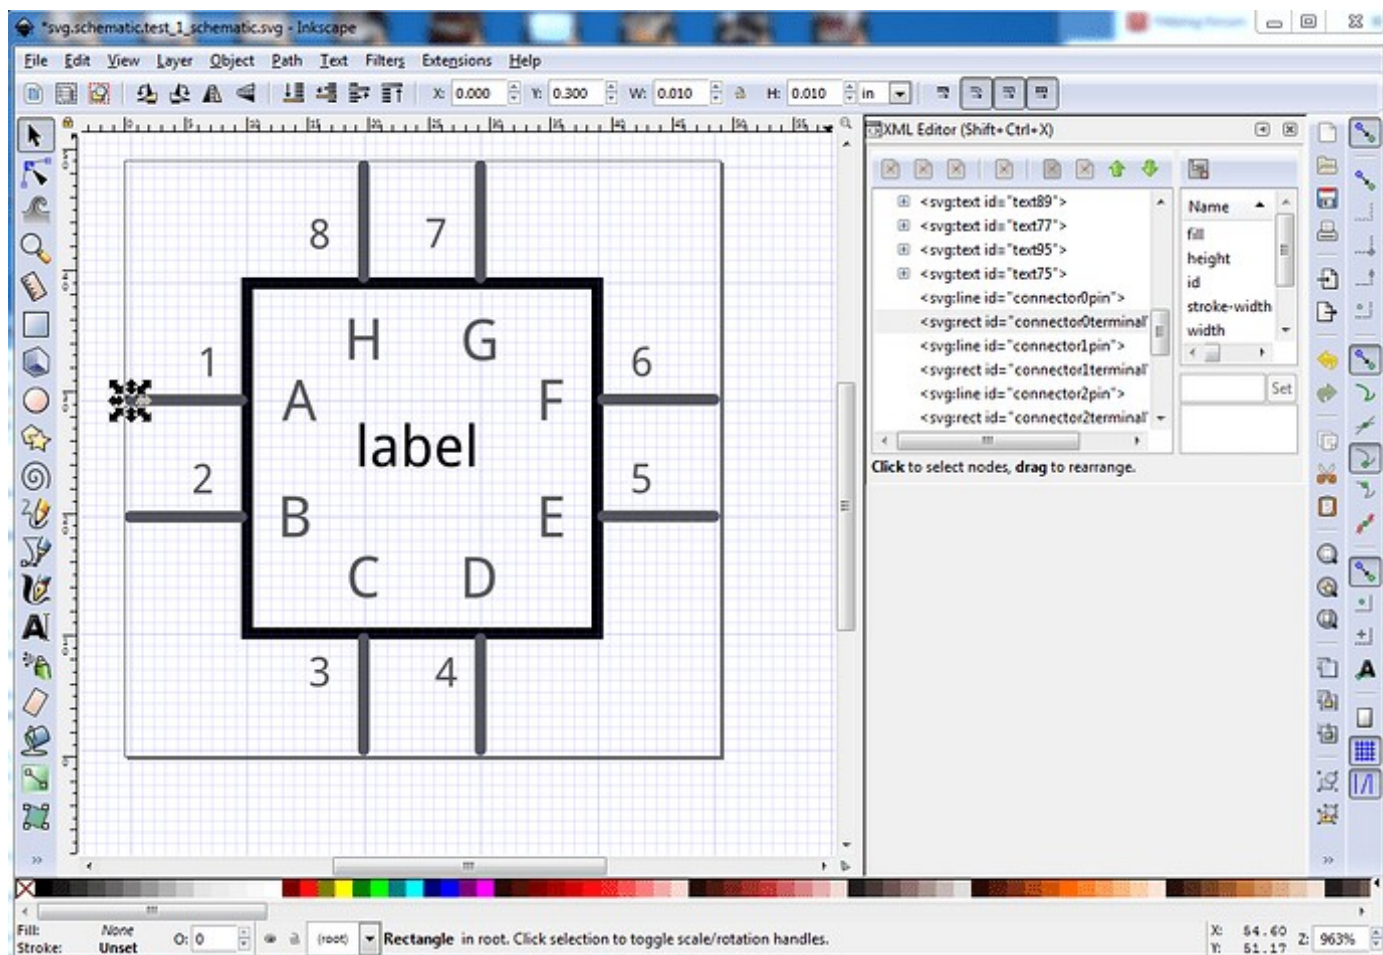 *svg.schematic.test_1_schematic.svg - Inkscape
File Edit View Layer Object Path Text Filters Extensions Help
X: 0.000 Y: 0.300 W: 0.010 H: 0.010 in
XML Editor (Shift+Ctrl+X)
<svg:text id="text89">
<svg:text id="text77">
<svg:text id="text95">
<svg:text id="text75">
<svg:line id="connector0pin">
<svg:rect id="connector0terminal
<svg:line id="connector1pin">
<svg:rect id="connector1terminal
<svg:line id="connector2pin">
<svg:rect id="connector2terminal
Name
fill
height
id
stroke-width
width
Set
Click to select nodes, drag to rearrange.
8 7
H G
1 6
A F
label
2 5
B E
C D
3 4
Fill: None
Stroke: Unset
O: 0
(root)
Rectangle in root. Click selection to toggle scale/rotation handles.
X: 54.60
Y: 51.17
Z: 963%